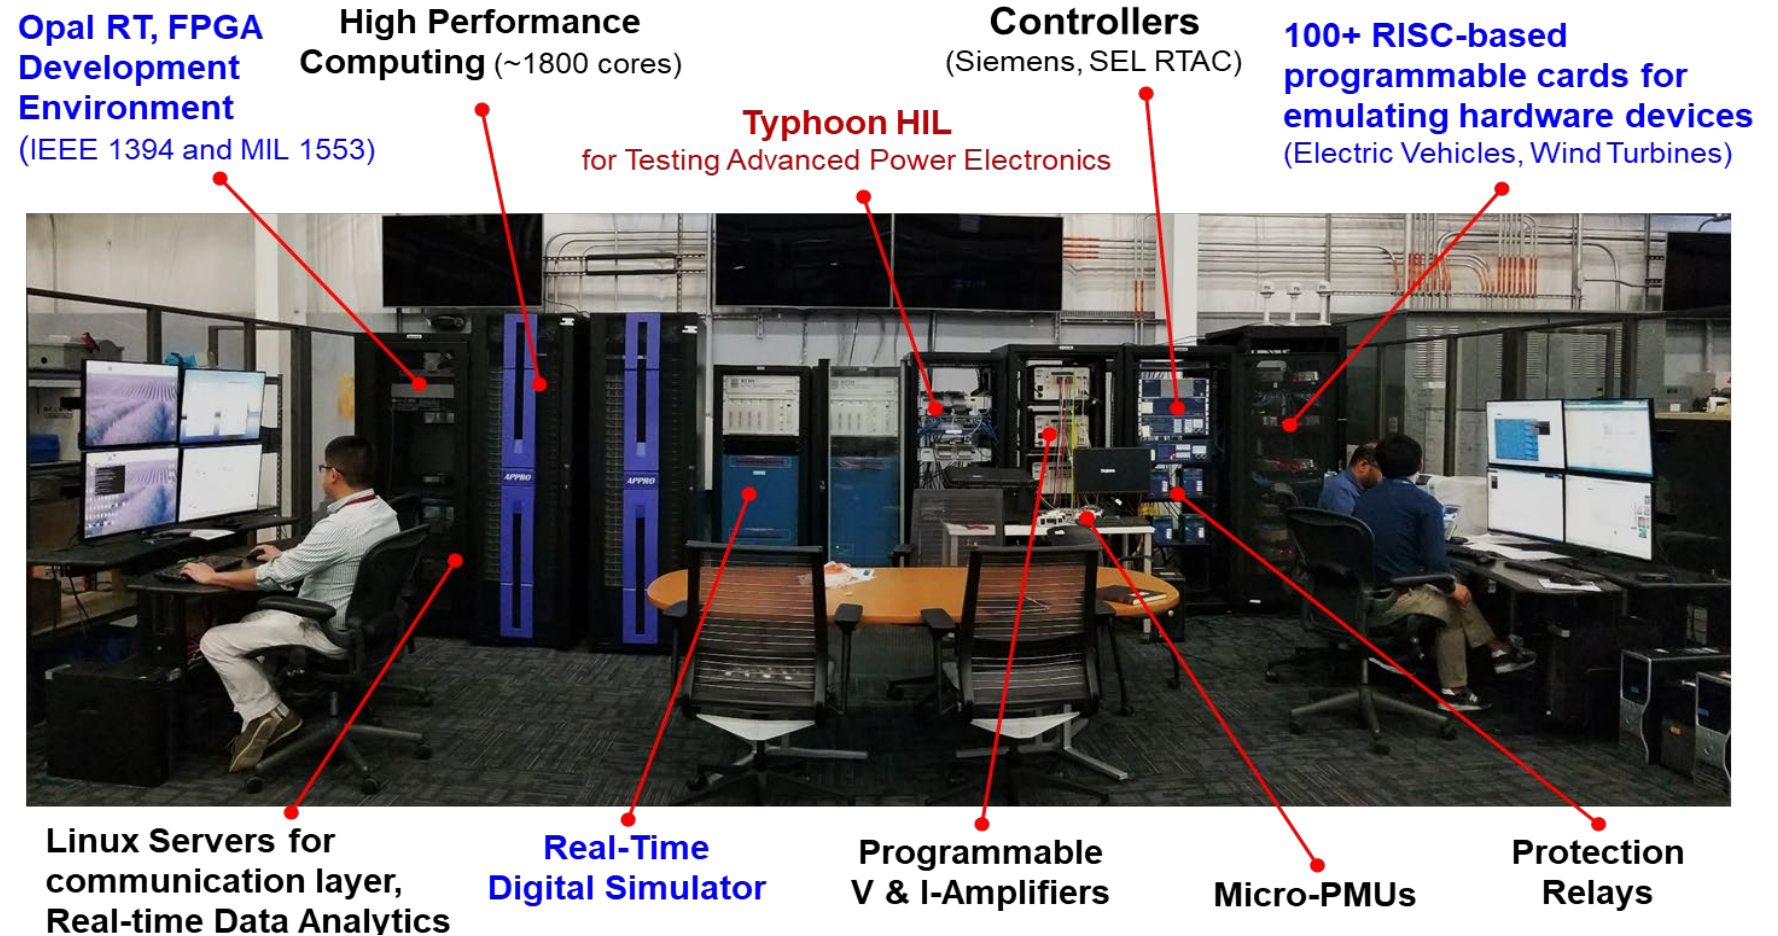 Opal RT, FPGA
Development
Environment
(IEEE 1394 and MIL 1553)
High Performance
Computing (~1800 cores)
Typhoon HIL
for Testing Advanced Power Electronics
Controllers
(Siemens, SEL RTAC)
100+ RISC-based
programmable cards for
emulating hardware devices
(Electric Vehicles, Wind Turbines)
APPRO
APPRO
Linux Servers for
communication layer,
Real-time Data Analytics
Real-Time
Digital Simulator
Programmable
V & I-Amplifiers
Micro-PMUs
Protection
Relays